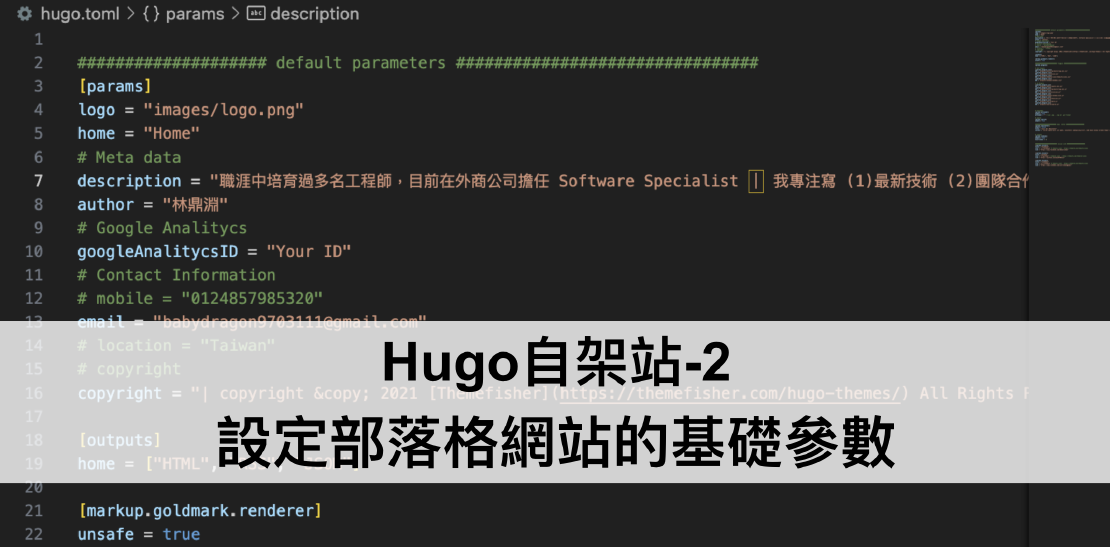 hugo.toml > {} params > abc description
1
2 #################### default parameters ################################
3 [params]
4 logo = "images/logo.png"
5 home = "Home"
6 # Meta data
7 description = "職涯中培育過多名工程師，目前在外商公司擔任 Software Specialist | 我專注寫 (1)最新技術 (2)團隊合作
8 author = "林鼎淵"
9 # Google Analitycs
10 googleAnalitycsID = "Your ID"
11 # Contact Information
12 # mobile = "0124857985320"
13 email = "babydragon9703111@gmail.com"
14 # location = "Taiwan"
15 # copyright
16 copyright = "| copyright &copy; 2021 [Themefisher](https://themefisher.com/hugo-themes/) All Rights R
17
18 [outputs]
19 home = ["HTML",
20
21 [markup.goldmark.renderer]
22 unsafe = true
Hugo自架站-2
設定部落格網站的基礎參數